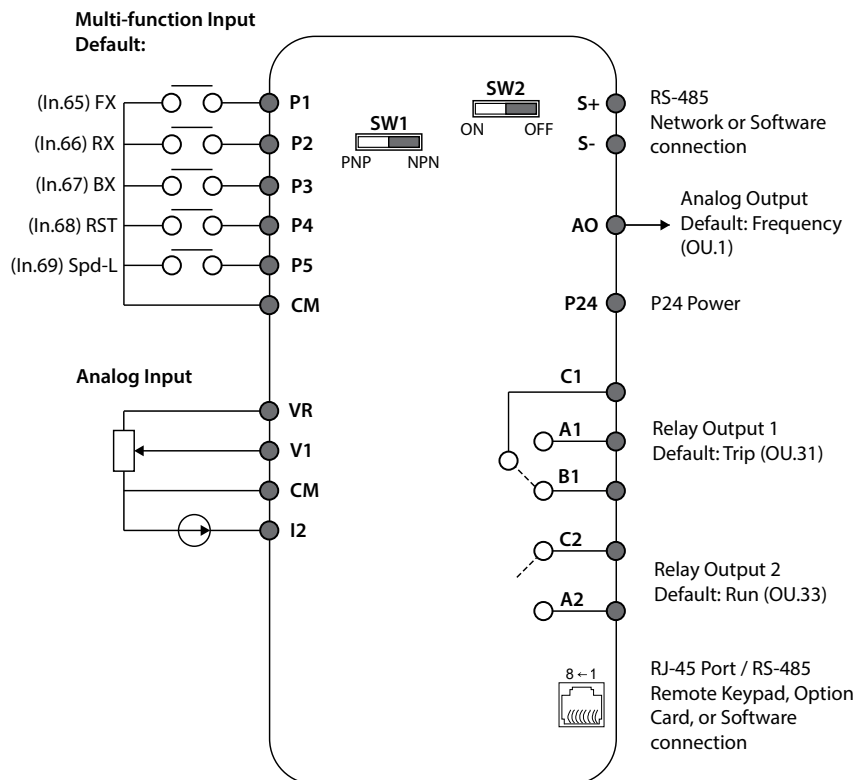 Multi-function Input
Default:
(In.65) FX
P1
(In.66) RX
P2
(In.67) BX
P3
(In.68) RST
P4
(In.69) Spd-L
P5
CM
SW1
PNP NPN
SW2
ON OFF
S+
S-
RS-485
Network or Software
connection
AO
Analog Output
Default: Frequency
(OU.1)
P24
P24 Power
Analog Input
VR
V1
CM
I2
C1
A1
B1
Relay Output 1
Default: Trip (OU.31)
C2
A2
Relay Output 2
Default: Run (OU.33)
8←1
RJ-45 Port / RS-485
Remote Keypad, Option
Card, or Software
connection